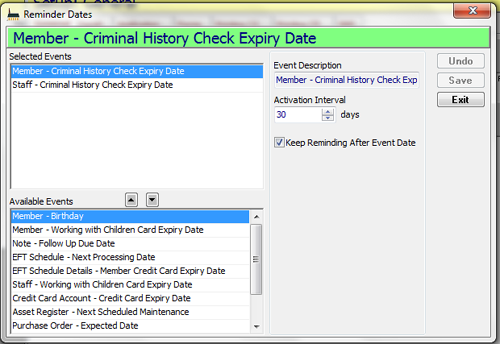 Reminder Dates
Member - Criminal History Check Expiry Date
Selected Events
Member - Criminal History Check Expiry Date
Staff - Criminal History Check Expiry Date
Event Description
Member - Criminal History Check Exp
Activation Interval
30 days
Keep Reminding After Event Date
Undo
Save
Exit
Available Events
Member - Birthday
Member - Working with Children Card Expiry Date
Note - Follow Up Due Date
EFT Schedule - Next Processing Date
EFT Schedule Details - Member Credit Card Expiry Date
Staff - Working with Children Card Expiry Date
Credit Card Account - Credit Card Expiry Date
Asset Register - Next Scheduled Maintenance
Purchase Order - Expected Date